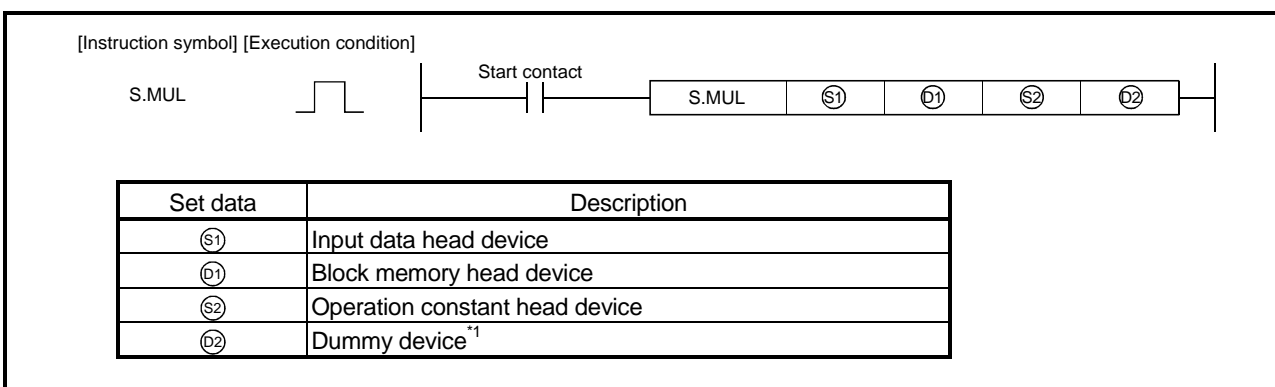 [Instruction symbol] [Execution condition]
Start contact
S.MUL S.MUL S1 D1 S2 D2
Set data Description
S1 Input data head device
D1 Block memory head device
S2 Operation constant head device
D2 Dummy device*1